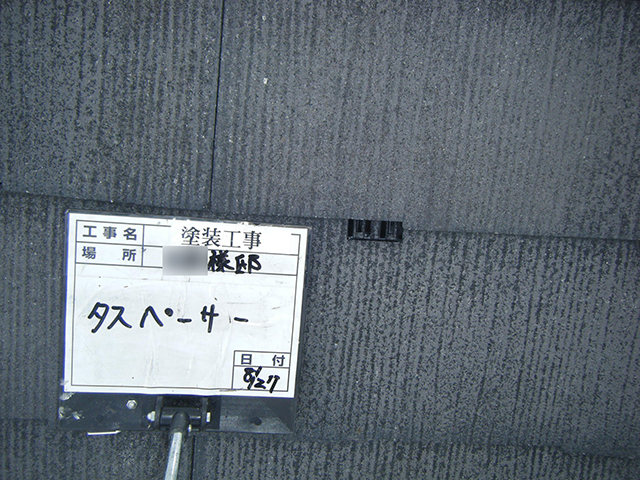 工事名 塗装工事
場所 様邸
タスペーサー
日付
8/27